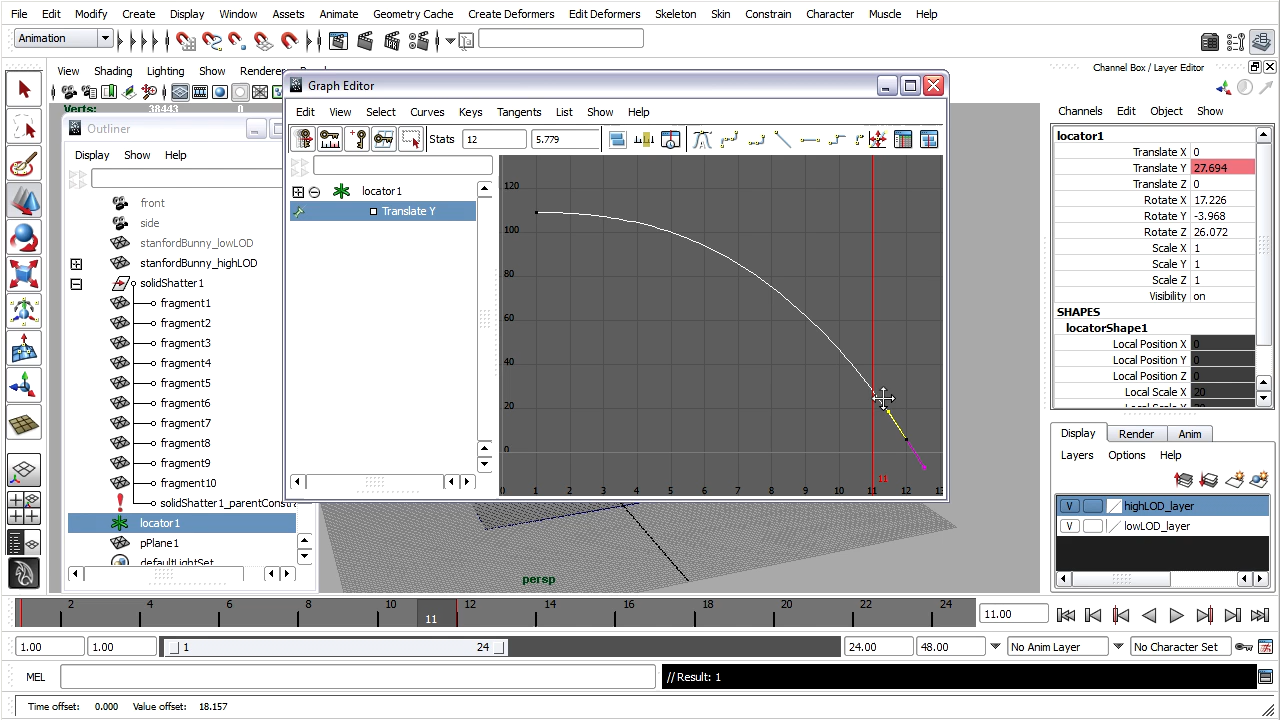 File Edit Modify Create Display Window Assets Animate Geometry Cache Create Deformers Edit Deformers Skeleton Skin Constrain Character Muscle Help
Animation
View Shading Lighting Show
Channel Box / Layer Editor
Verts: 38443 0
Graph Editor
Edit View Select Curves Keys Tangents List Show Help
Stats 12 5.779
locator1
Translate Y
120
100
80
60
40
20
0
1 2 3 4 5 6 7 8 9 10 11 12
11
Outliner
Display Show Help
front
side
stanfordBunny_lowLOD
stanfordBunny_highLOD
solidShatter1
fragment1
fragment2
fragment3
fragment4
fragment5
fragment6
fragment7
fragment8
fragment9
fragment10
solidShatter1_parentConstr
locator1
pPlane1
defaultLightSet
persp
Channels Edit Object Show
locator1
Translate X 0
Translate Y 27.694
Translate Z 0
Rotate X 17.226
Rotate Y -3.968
Rotate Z 26.072
Scale X 1
Scale Y 1
Scale Z 1
Visibility on
SHAPES
locatorShape1
Local Position X 0
Local Position Y 0
Local Position Z 0
Local Scale X 20
Display Render Anim
Layers Options Help
V highLOD_layer
V lowLOD_layer
2 4 6 8 10 11 12 14 16 18 20 22 24
11.00
1.00 1.00 1 24 24.00 48.00 No Anim Layer No Character Set
MEL // Result: 1
Time offset: 0.000 Value offset: 18.157